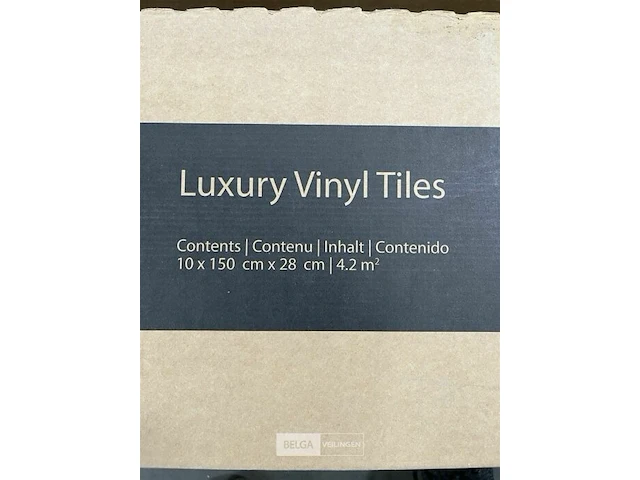 Luxury Vinyl Tiles
Contents | Contenu | Inhalt | Contenido
10 x 150 cm x 28 cm | 4.2 m²
BELGA VEILINGEN